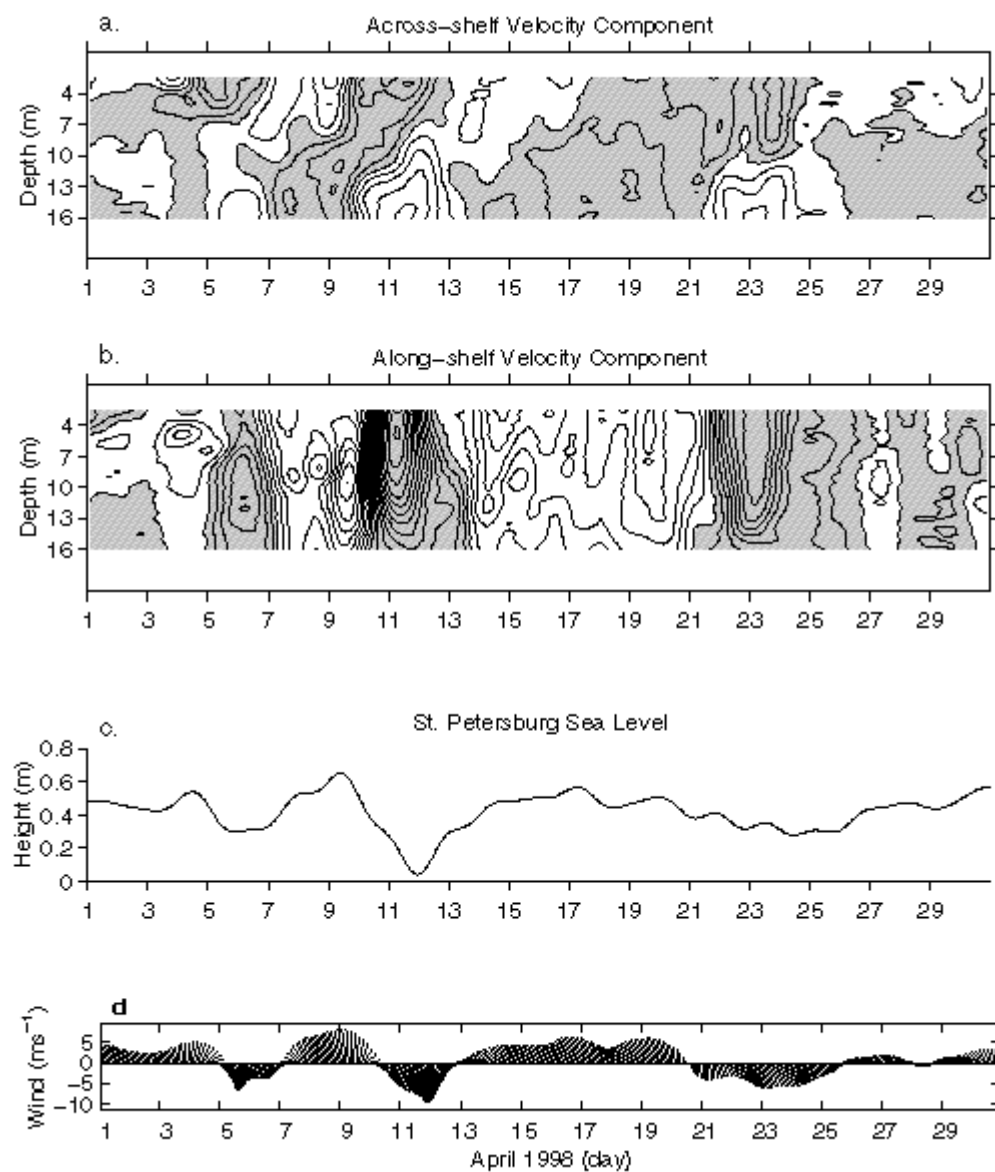 a.
Across-shelf Velocity Component
Depth (m)
4
7
10
13
16
1 3 5 7 9 11 13 15 17 19 21 23 25 27 29
b.
Along-shelf Velocity Component
Depth (m)
4
7
10
13
16
1 3 5 7 9 11 13 15 17 19 21 23 25 27 29
c.
St. Petersburg Sea Level
Height (m)
0.8
0.6
0.4
0.2
0
1 3 5 7 9 11 13 15 17 19 21 23 25 27 29
d
Wind (ms⁻¹)
5
0
-5
-10
1 3 5 7 9 11 13 15 17 19 21 23 25 27 29
April 1998 (day)